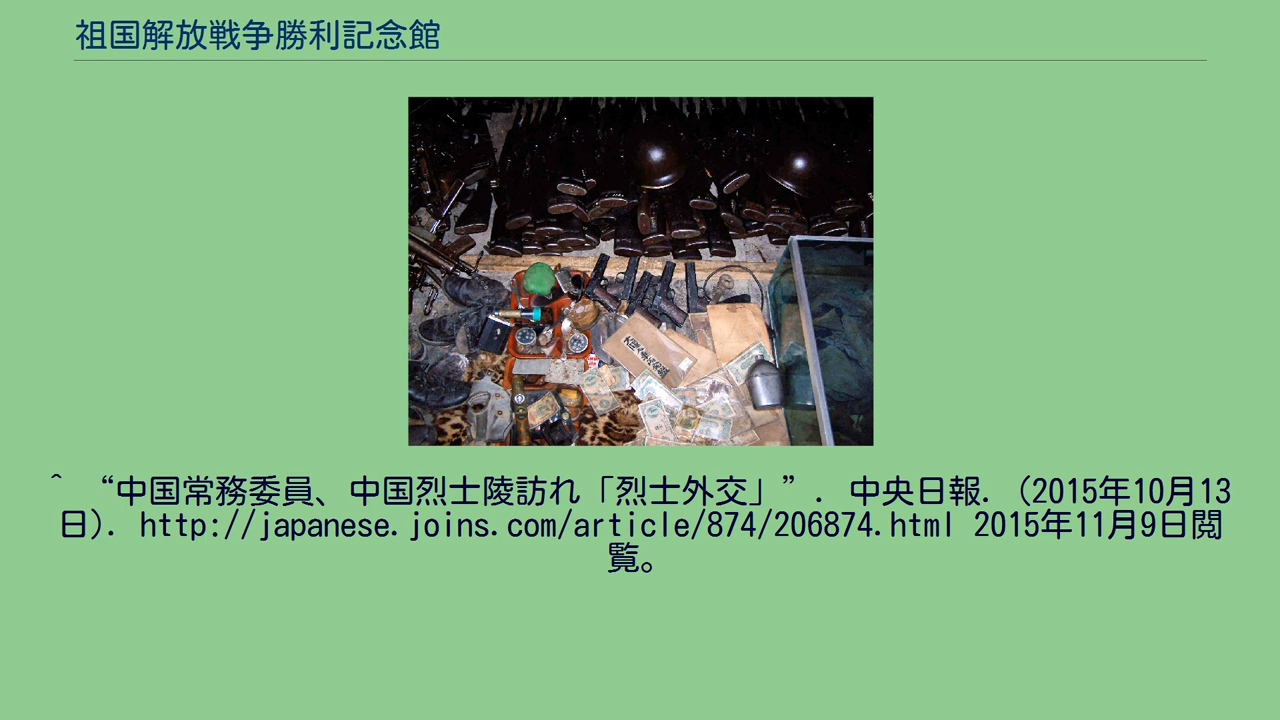 祖国解放戦争勝利記念館
^ “中国常務委員、中国烈士陵訪れ「烈士外交」”. 中央日報. (2015年10月13
日). http://japanese.joins.com/article/874/206874.html 2015年11月9日閲
覧。